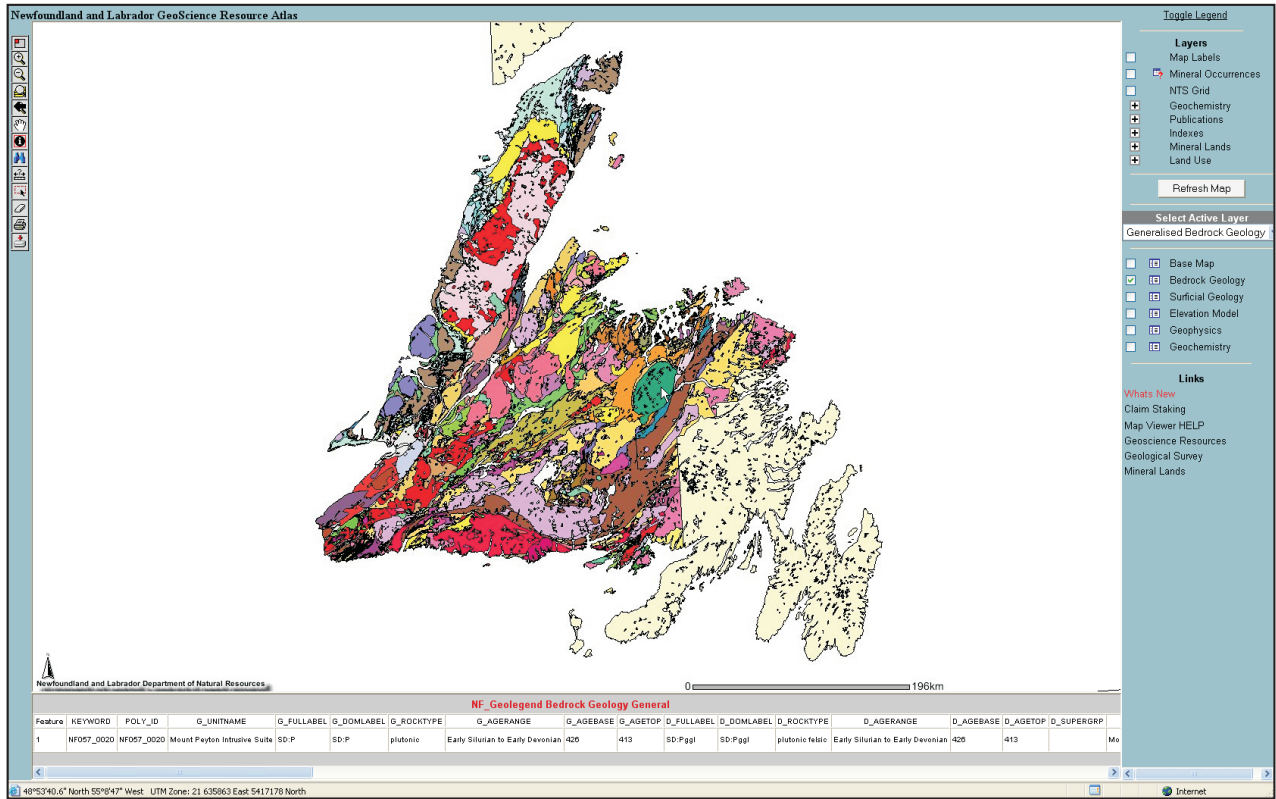 Newfoundland and Labrador GeoScience Resource Atlas
Toggle Legend
Layers
Map Labels
Mineral Occurrences
NTS Grid
Geochemistry
Publications
Indexes
Mineral Lands
Land Use
Refresh Map
Select Active Layer
Generalised Bedrock Geology
Base Map
Bedrock Geology
Surficial Geology
Elevation Model
Geophysics
Geochemistry
Links
Whats New
Claim Staking
Map Viewer HELP
Geoscience Resources
Geological Survey
Mineral Lands
Newfoundland and Labrador Department of Natural Resources
0 196km
NF_Geolegend Bedrock Geology General
Feature KEYWORD POLY_ID G_UNITNAME G_FULLABEL G_DOMLABEL G_ROCKTYPE G_AGERANGE G_AGEBASE G_AGETOP D_FULLABEL D_DOMLABEL D_ROCKTYPE D_AGERANGE D_AGEBASE D_AGETOP D_SUPERGRP
1 NF057_0020 NF057_0020 Mount Peyton Intrusive Suite SD:P SD:P plutonic Early Silurian to Early Devonian 426 413 SD:Pggl SD:Pggl plutonic felsic Early Silurian to Early Devonian 426 413 Mo
48°53'40.6" North 55°8'47" West UTM Zone: 21 635863 East 5417178 North
Internet